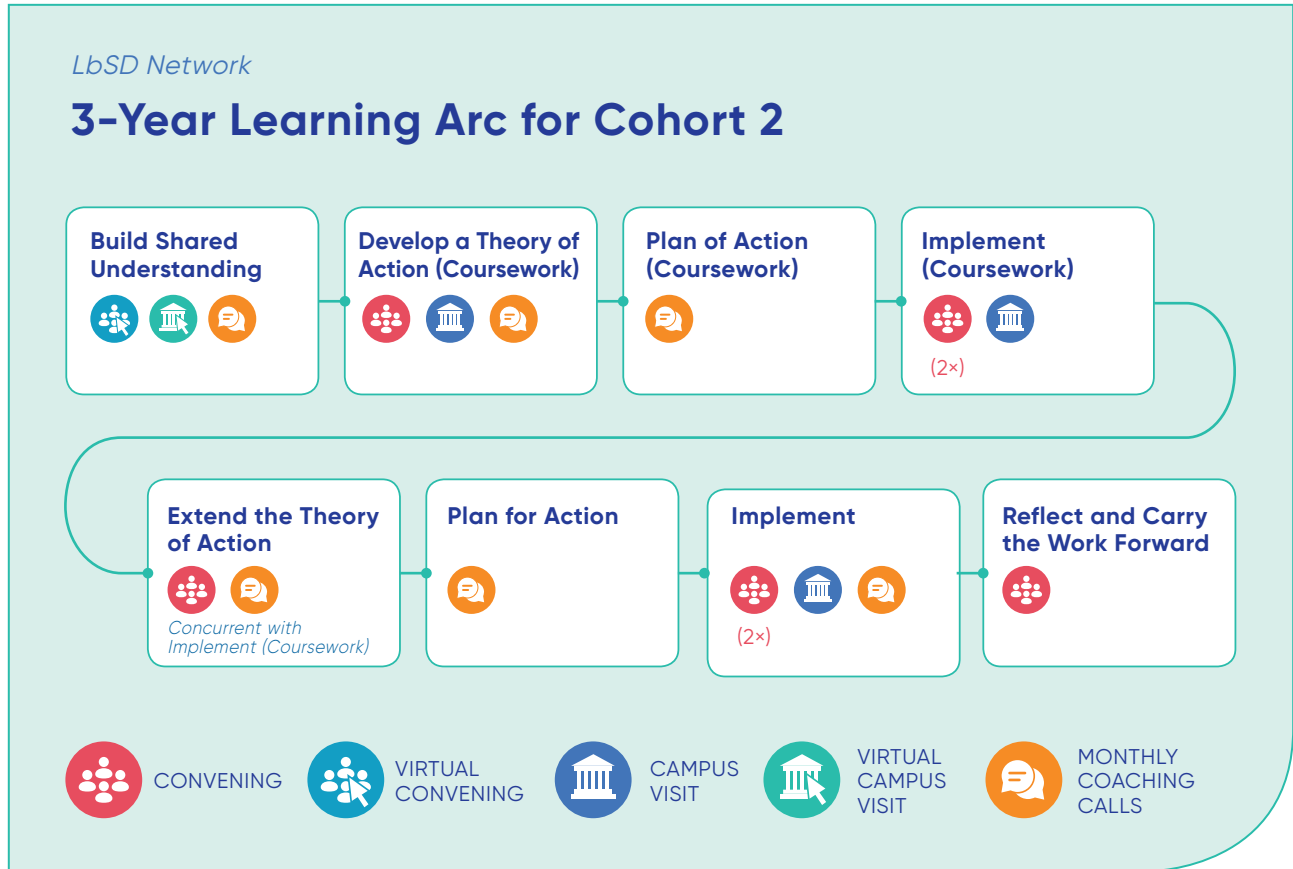 LbSD Network
3-Year Learning Arc for Cohort 2
Build Shared
Understanding
Develop a Theory of
Action (Coursework)
Plan of Action
(Coursework)
Implement
(Coursework)
(2×)
Extend the Theory
of Action
Concurrent with
Implement (Coursework)
Plan for Action
Implement
(2×)
Reflect and Carry
the Work Forward
CONVENING
VIRTUAL
CONVENING
CAMPUS
VISIT
VIRTUAL
CAMPUS
VISIT
MONTHLY
COACHING
CALLS